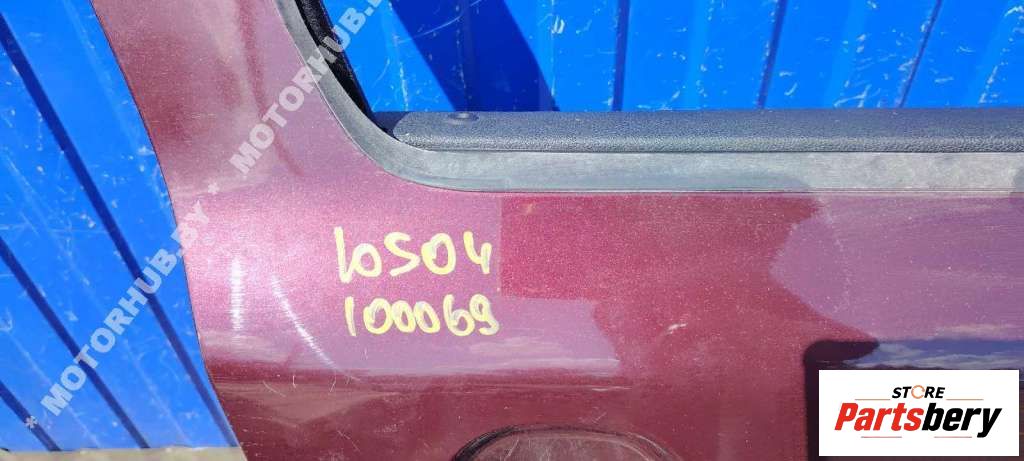 * MOTORHUB.BY * MOTORHUB.BY
10504
100069
STORE
Partsbery